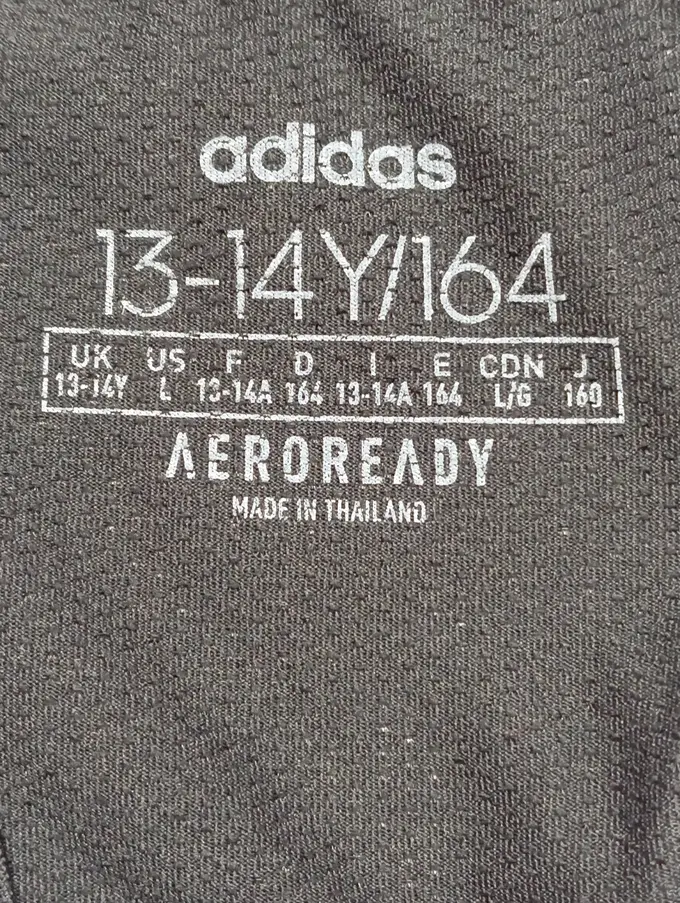 adidas
13-14Y/164
UK US F D I E CDN J
13-14Y L 13-14A 164 13-14A 164 L/G 160
AEROREADY
MADE IN THAILAND